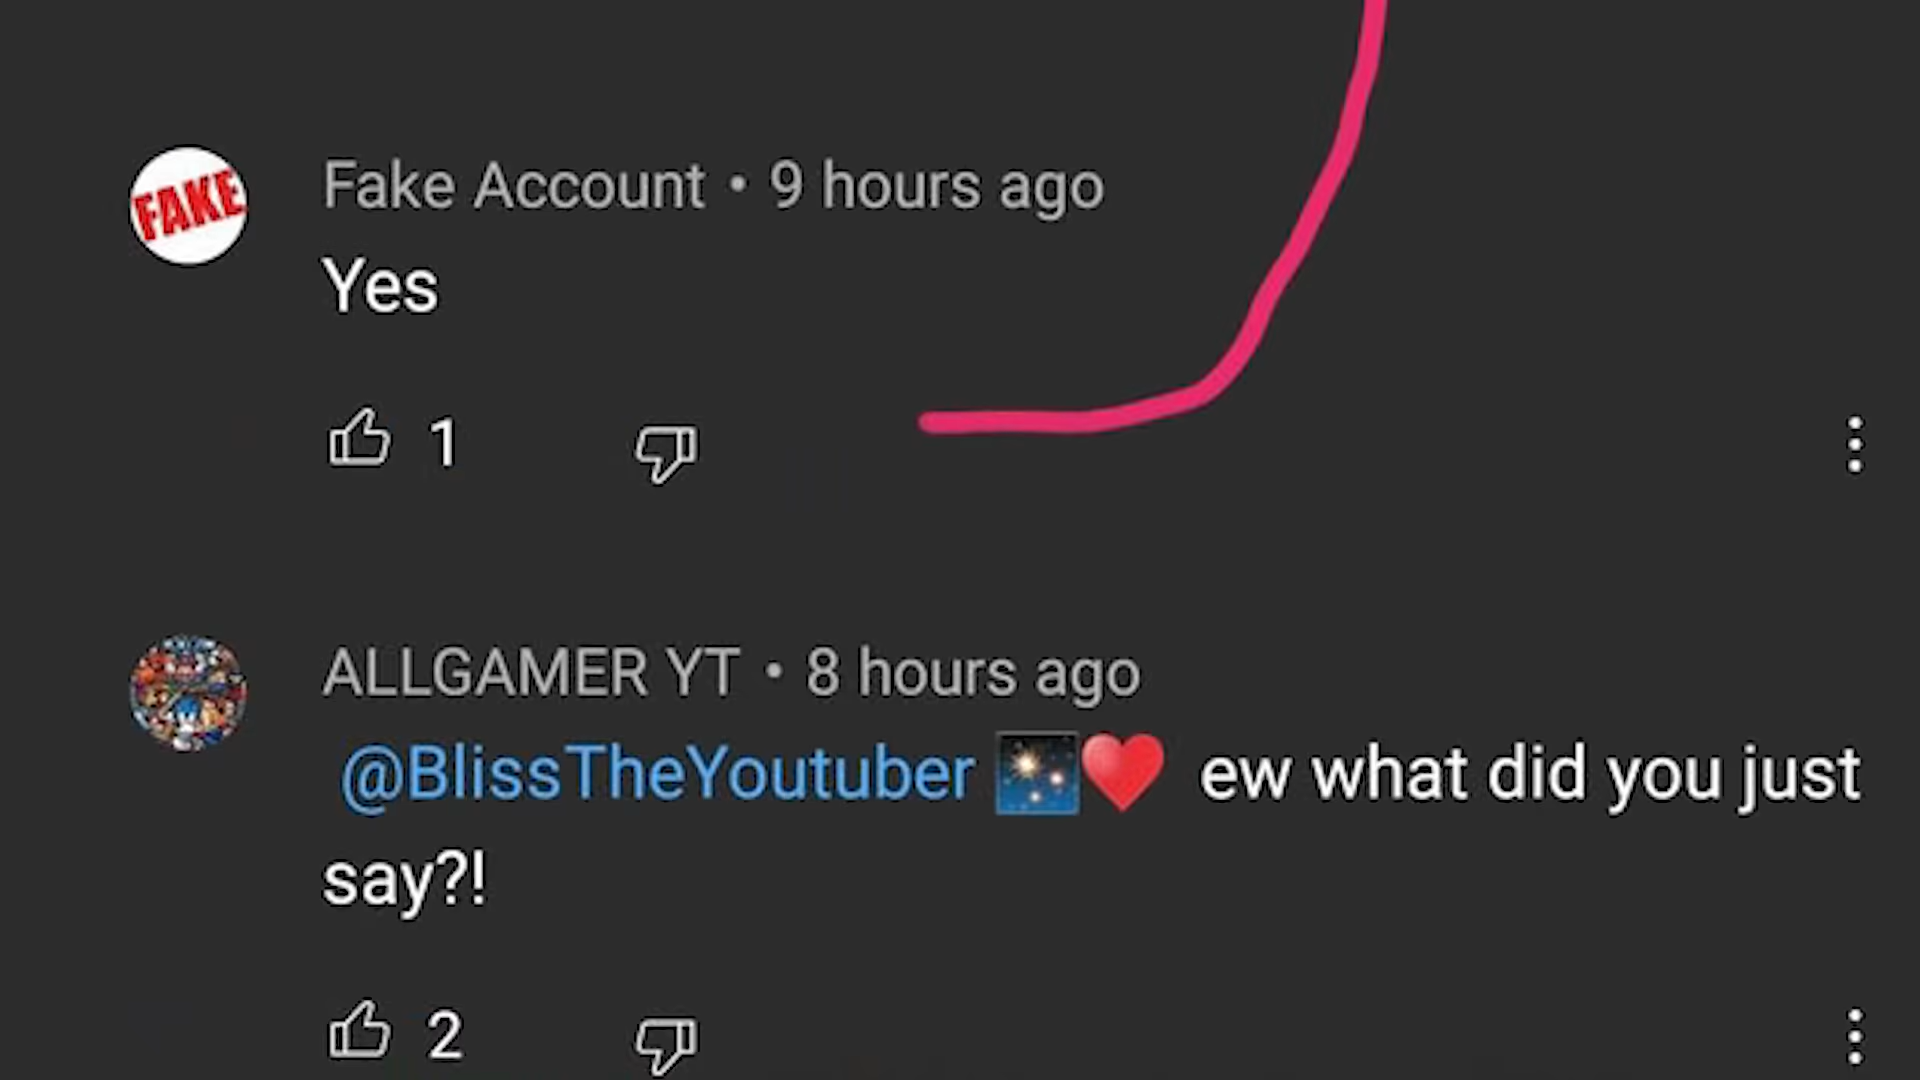 FAKE
Fake Account • 9 hours ago
Yes
1
ALLGAMER YT • 8 hours ago
@BlissTheYoutuber 🎆❤️ ew what did you just
say?!
2